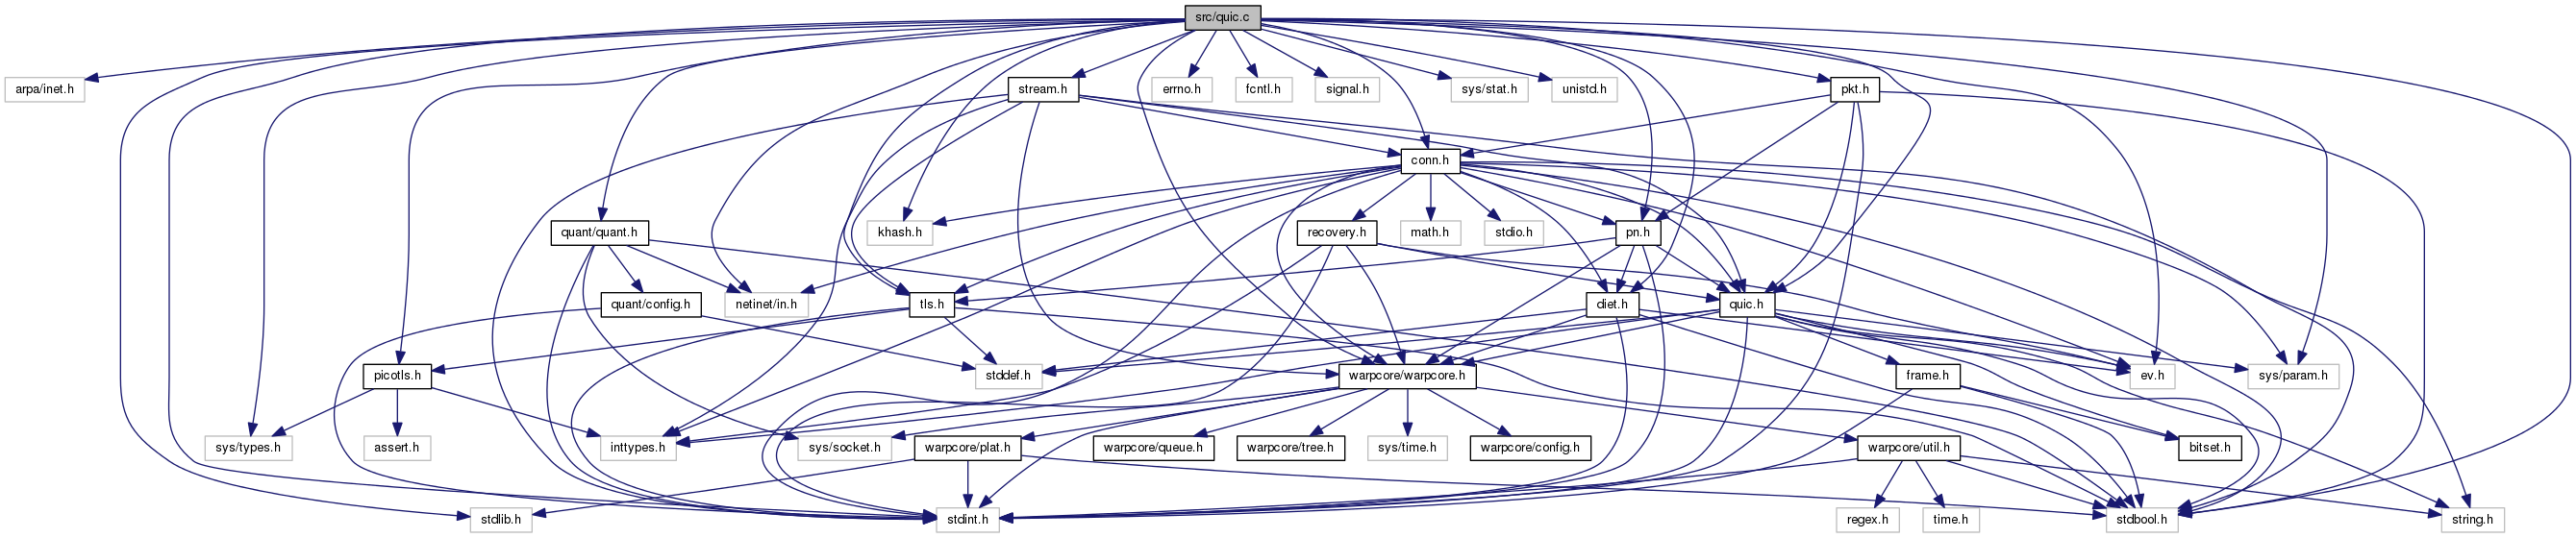 src/quic.c
arpa/inet.h
stream.h
errno.h
fcntl.h
signal.h
sys/stat.h
unistd.h
pkt.h
conn.h
quant/quant.h
khash.h
recovery.h
math.h
stdio.h
pn.h
quant/config.h
netinet/in.h
tls.h
diet.h
quic.h
picotls.h
stddef.h
warpcore/warpcore.h
frame.h
ev.h
sys/param.h
sys/types.h
assert.h
inttypes.h
sys/socket.h
warpcore/plat.h
warpcore/queue.h
warpcore/tree.h
sys/time.h
warpcore/config.h
warpcore/util.h
bitset.h
stdlib.h
stdint.h
regex.h
time.h
stdbool.h
string.h